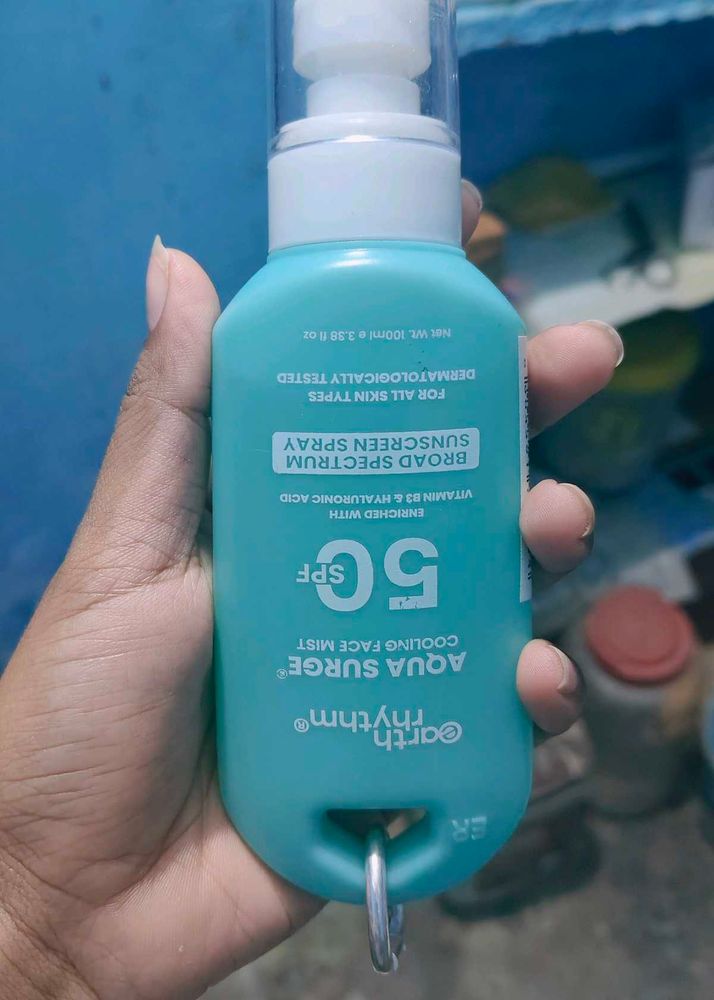 earth
rhythm®
AQUA SURGE®
COOLING FACE MIST
50 SPF
ENRICHED WITH
VITAMIN B3 & HYALURONIC ACID
BROAD SPECTRUM
SUNSCREEN SPRAY
FOR ALL SKIN TYPES
DERMATOLOGICALLY TESTED
Net Wt. 100ml e 3.38 fl oz
ER